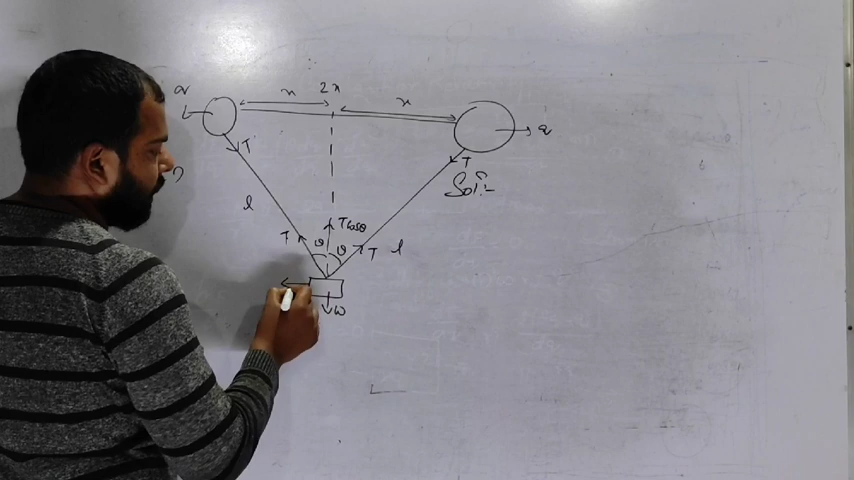 x 2x x
q q
T T
Sol:-
l
Tcosθ
T θ θ T l
W